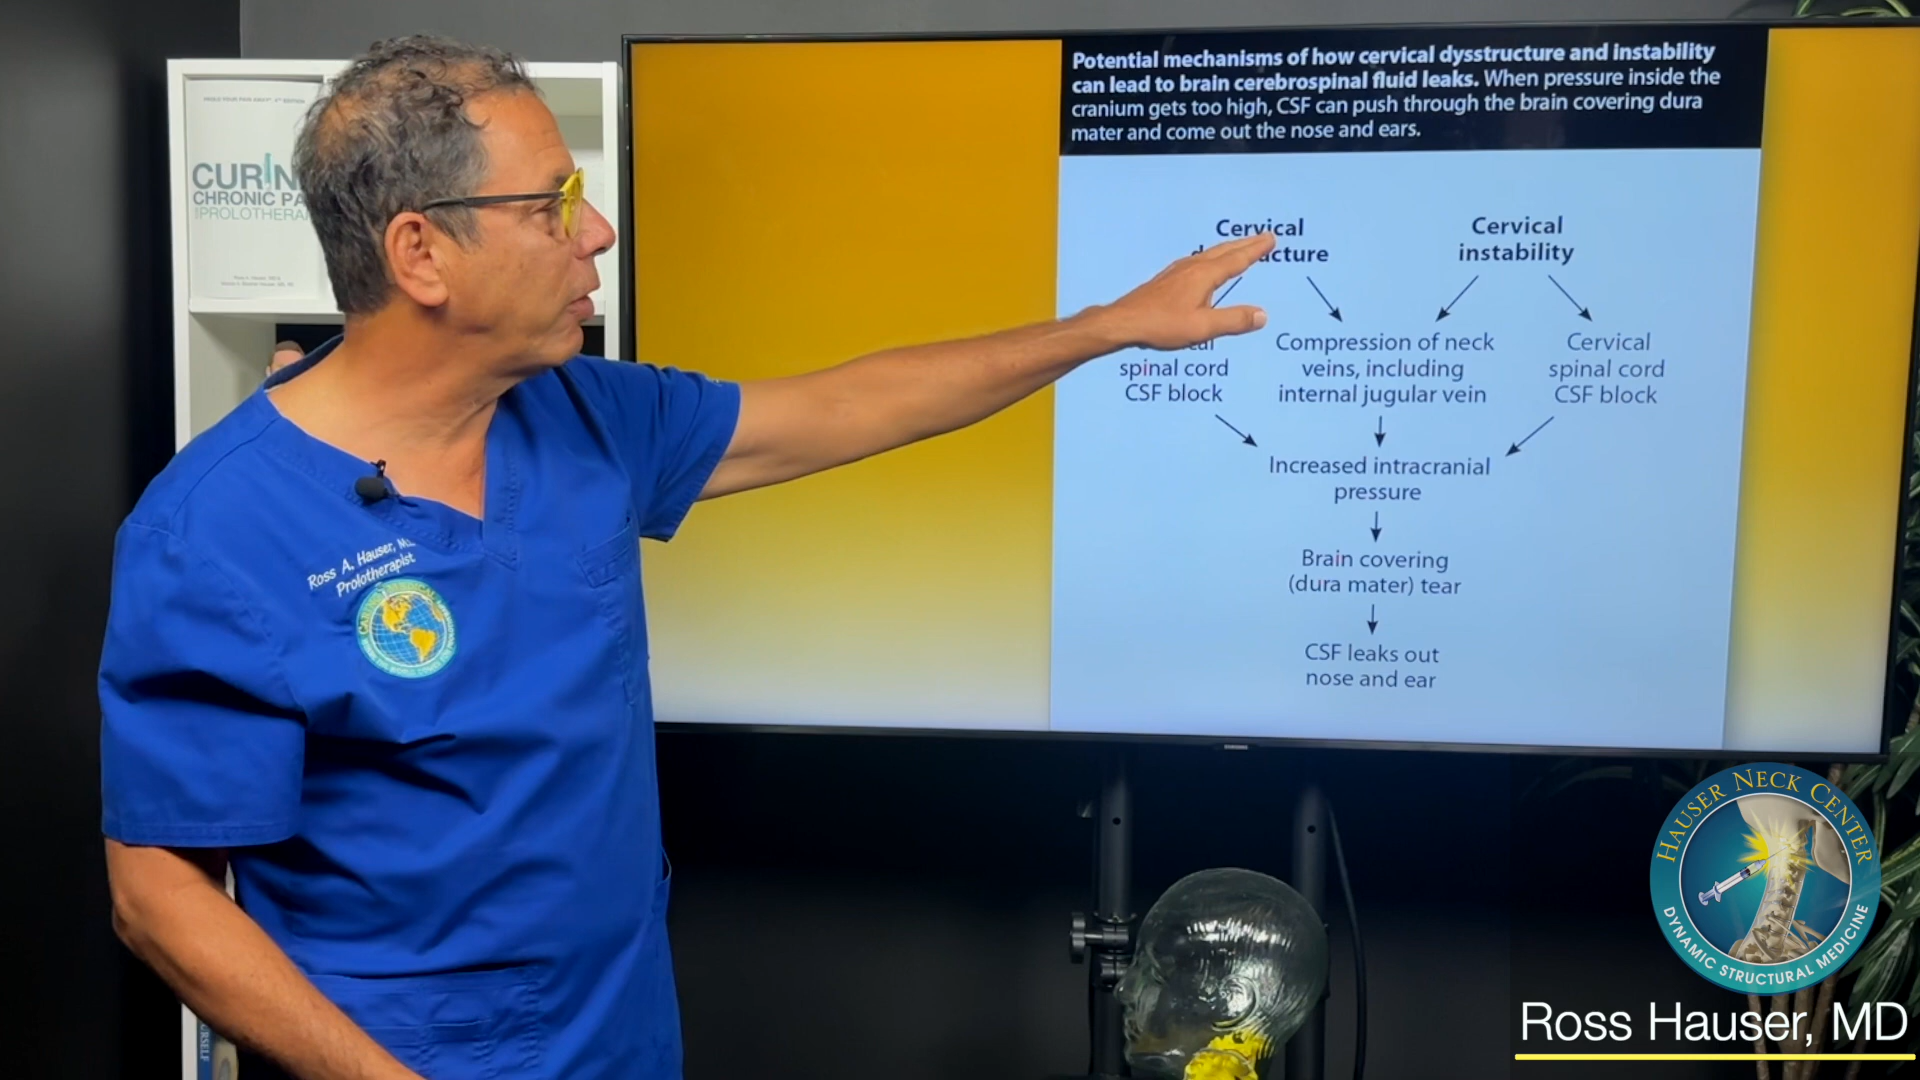 Potential mechanisms of how cervical dysstructure and instability
can lead to brain cerebrospinal fluid leaks. When pressure inside the
cranium gets too high, CSF can push through the brain covering dura
mater and come out the nose and ears.
Cervical
Cervical
instability
spinal cord
CSF block
Compression of neck
veins, including
internal jugular vein
Cervical
spinal cord
CSF block
Increased intracranial
pressure
Brain covering
(dura mater) tear
CSF leaks out
nose and ear
CURIN
CHRONIC PA
Ross A. Hauser, M
Prolotherapist
HAUSER NECK CENTER
DYNAMIC STRUCTURAL MEDICINE
Ross Hauser, MD